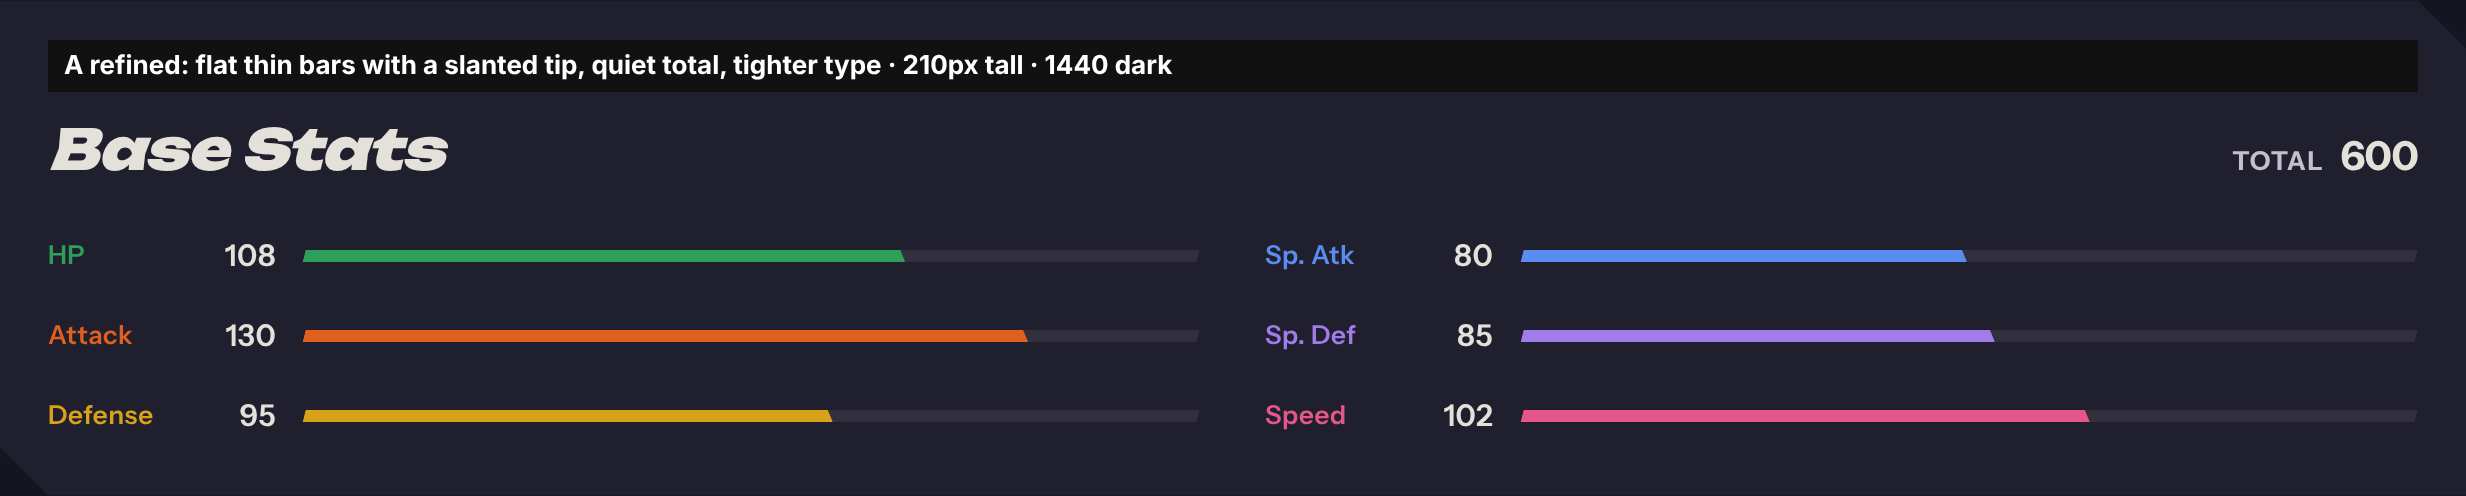 A refined: flat thin bars with a slanted tip, quiet total, tighter type · 210px tall · 1440 dark
Base Stats
TOTAL 600
HP 108
Attack 130
Defense 95
Sp. Atk 80
Sp. Def 85
Speed 102